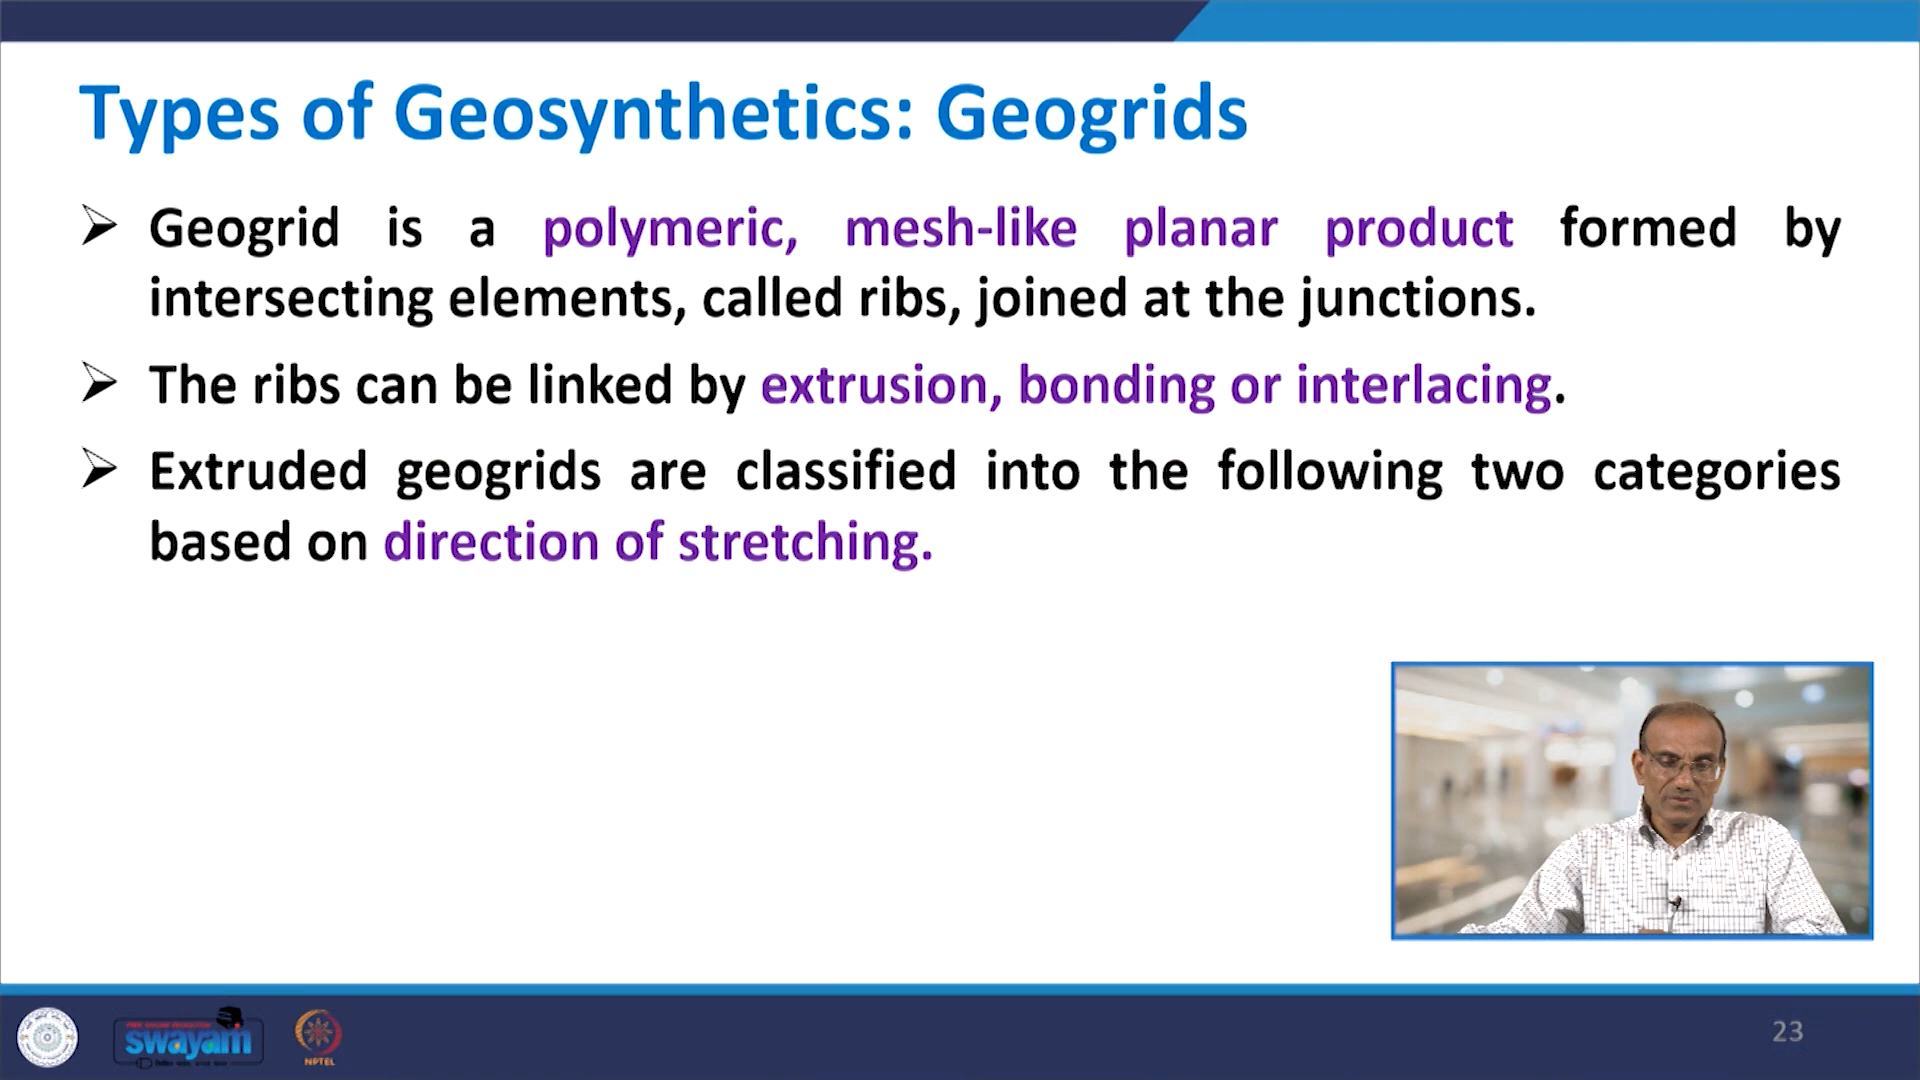 Types of Geosynthetics: Geogrids
Geogrid is a polymeric, mesh-like planar product formed by
intersecting elements, called ribs, joined at the junctions.
The ribs can be linked by extrusion, bonding or interlacing.
Extruded geogrids are classified into the following two categories
based on direction of stretching.
swayam
NPTEL
23